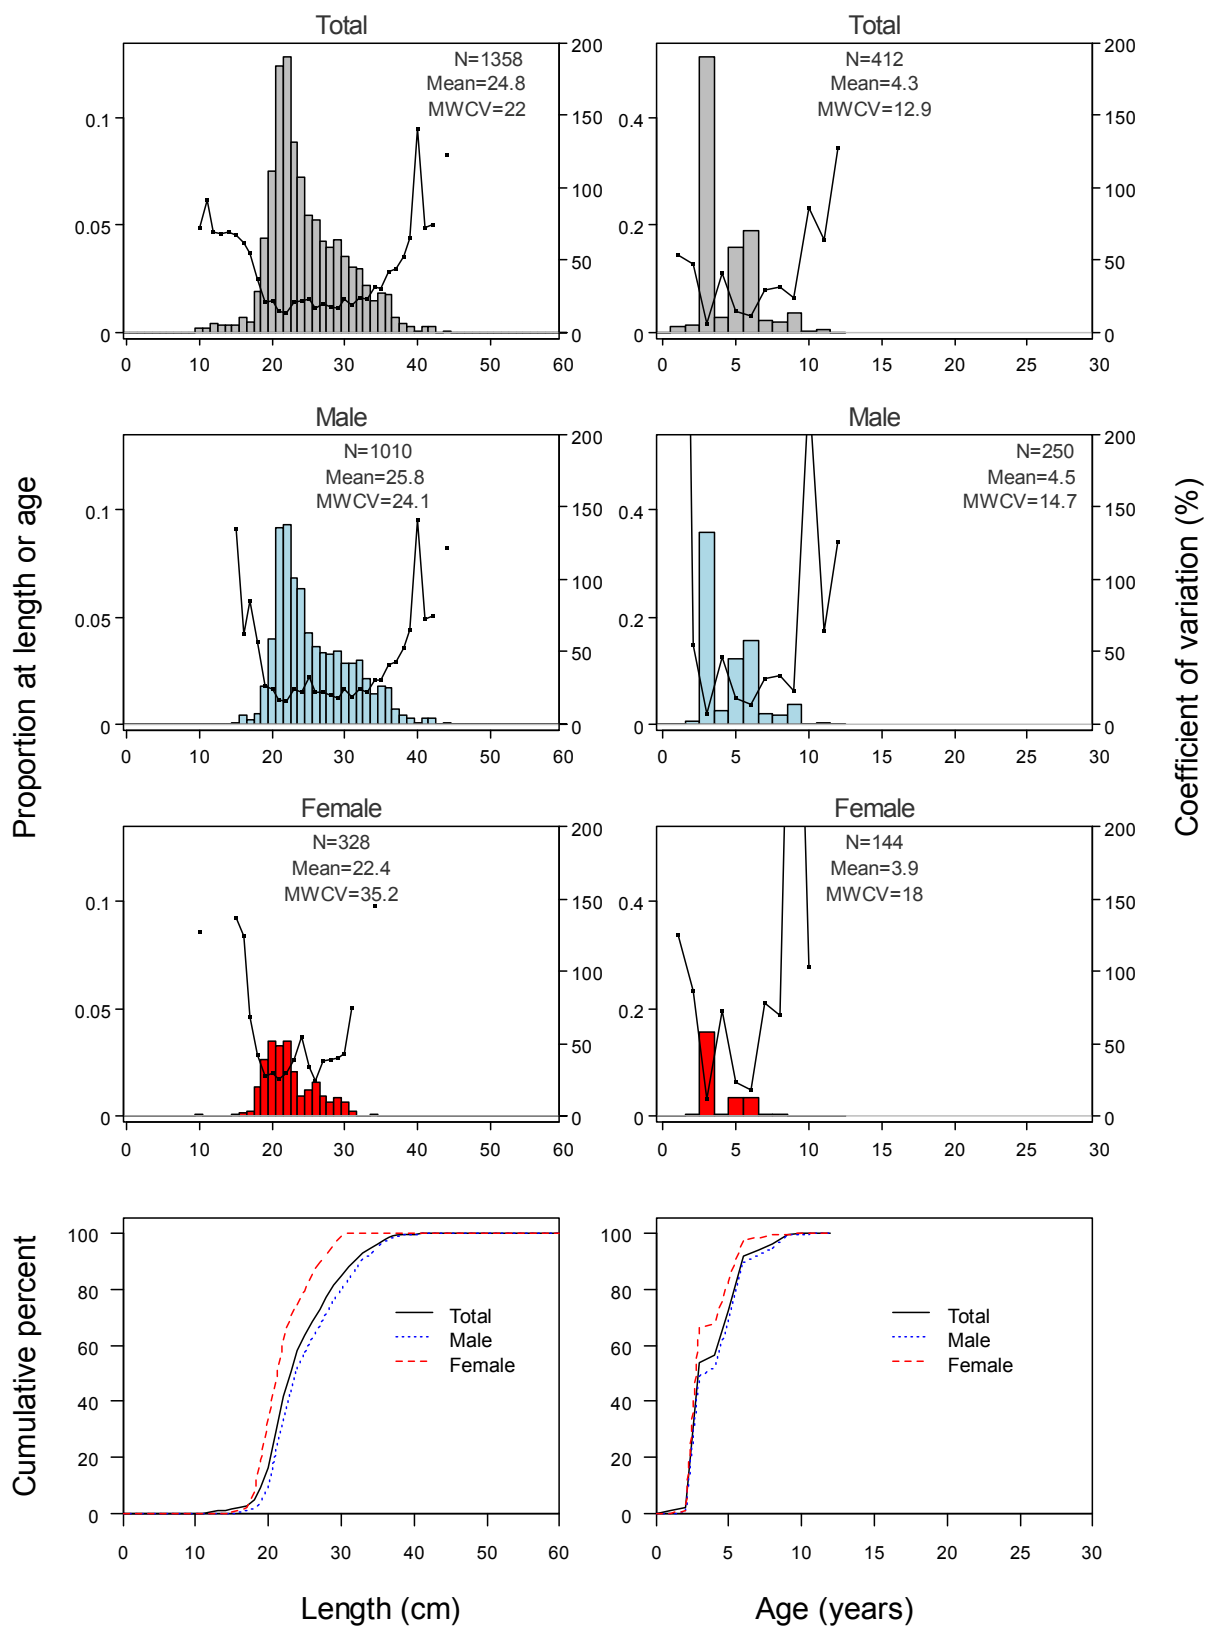 Total
N=1358
Mean=24.8
MWCV=22
0.1
0.05
0
200
150
100
50
0
0 10 20 30 40 50 60
Total
N=412
Mean=4.3
MWCV=12.9
0.4
0.2
0
200
150
100
50
0
0 5 10 15 20 25 30
Male
N=1010
Mean=25.8
MWCV=24.1
0.1
0.05
0
200
150
100
50
0
0 10 20 30 40 50 60
Male
N=250
Mean=4.5
MWCV=14.7
0.4
0.2
0
200
150
100
50
0
0 5 10 15 20 25 30
Female
N=328
Mean=22.4
MWCV=35.2
0.1
0.05
0
200
150
100
50
0
0 10 20 30 40 50 60
Female
N=144
Mean=3.9
MWCV=18
0.4
0.2
0
200
150
100
50
0
0 5 10 15 20 25 30
Proportion at length or age
Coefficient of variation (%)
Cumulative percent
100
80
60
40
20
0
Total
Male
Female
0 10 20 30 40 50 60
Length (cm)
100
80
60
40
20
0
Total
Male
Female
0 5 10 15 20 25 30
Age (years)